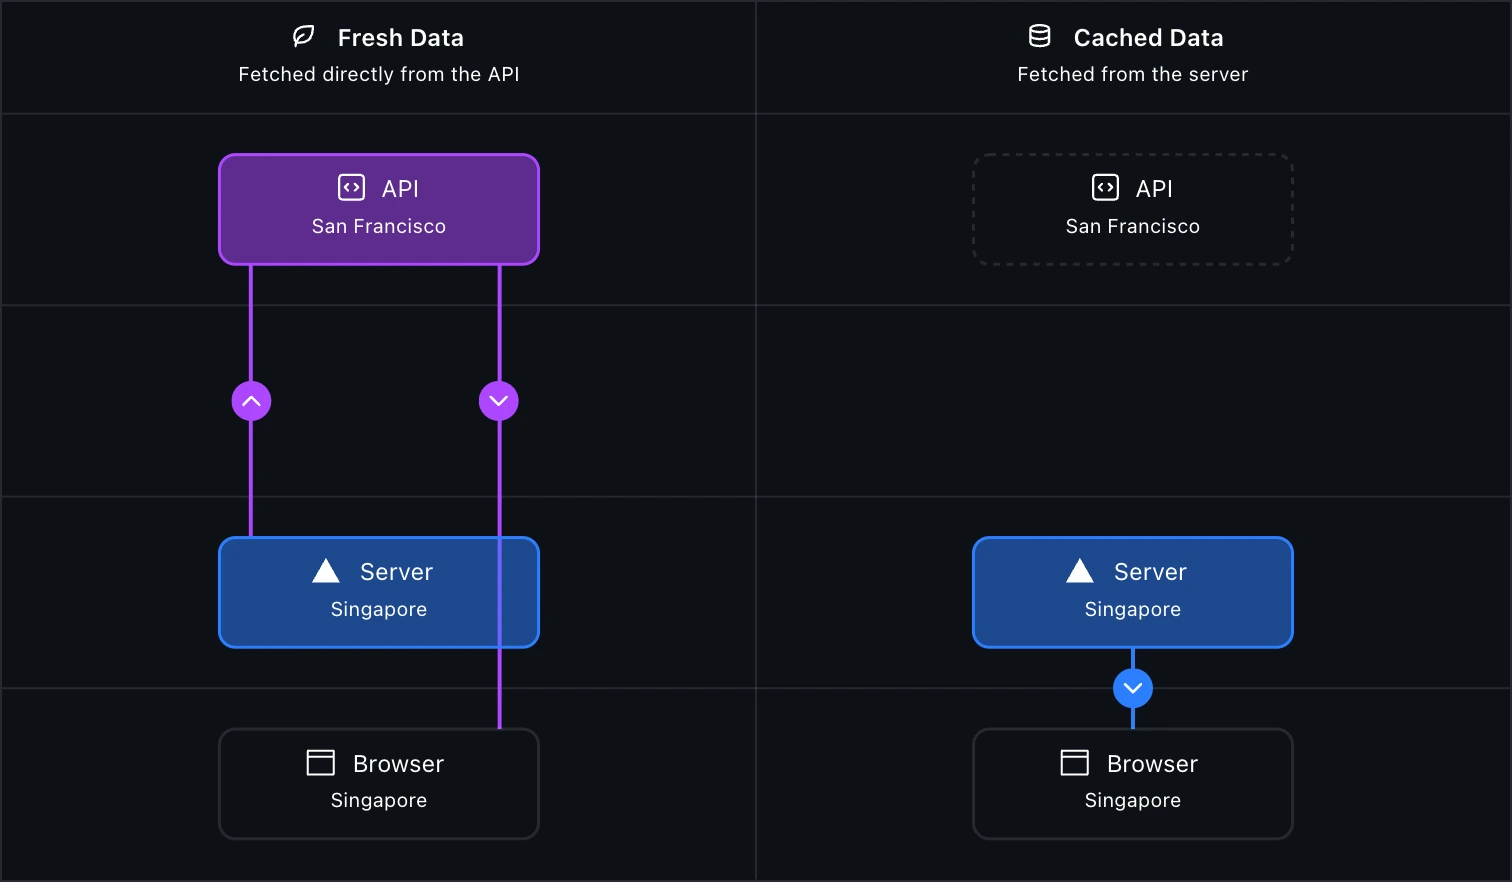 Fresh Data
Fetched directly from the API
API
San Francisco
Server
Singapore
Browser
Singapore
Cached Data
Fetched from the server
API
San Francisco
Server
Singapore
Browser
Singapore